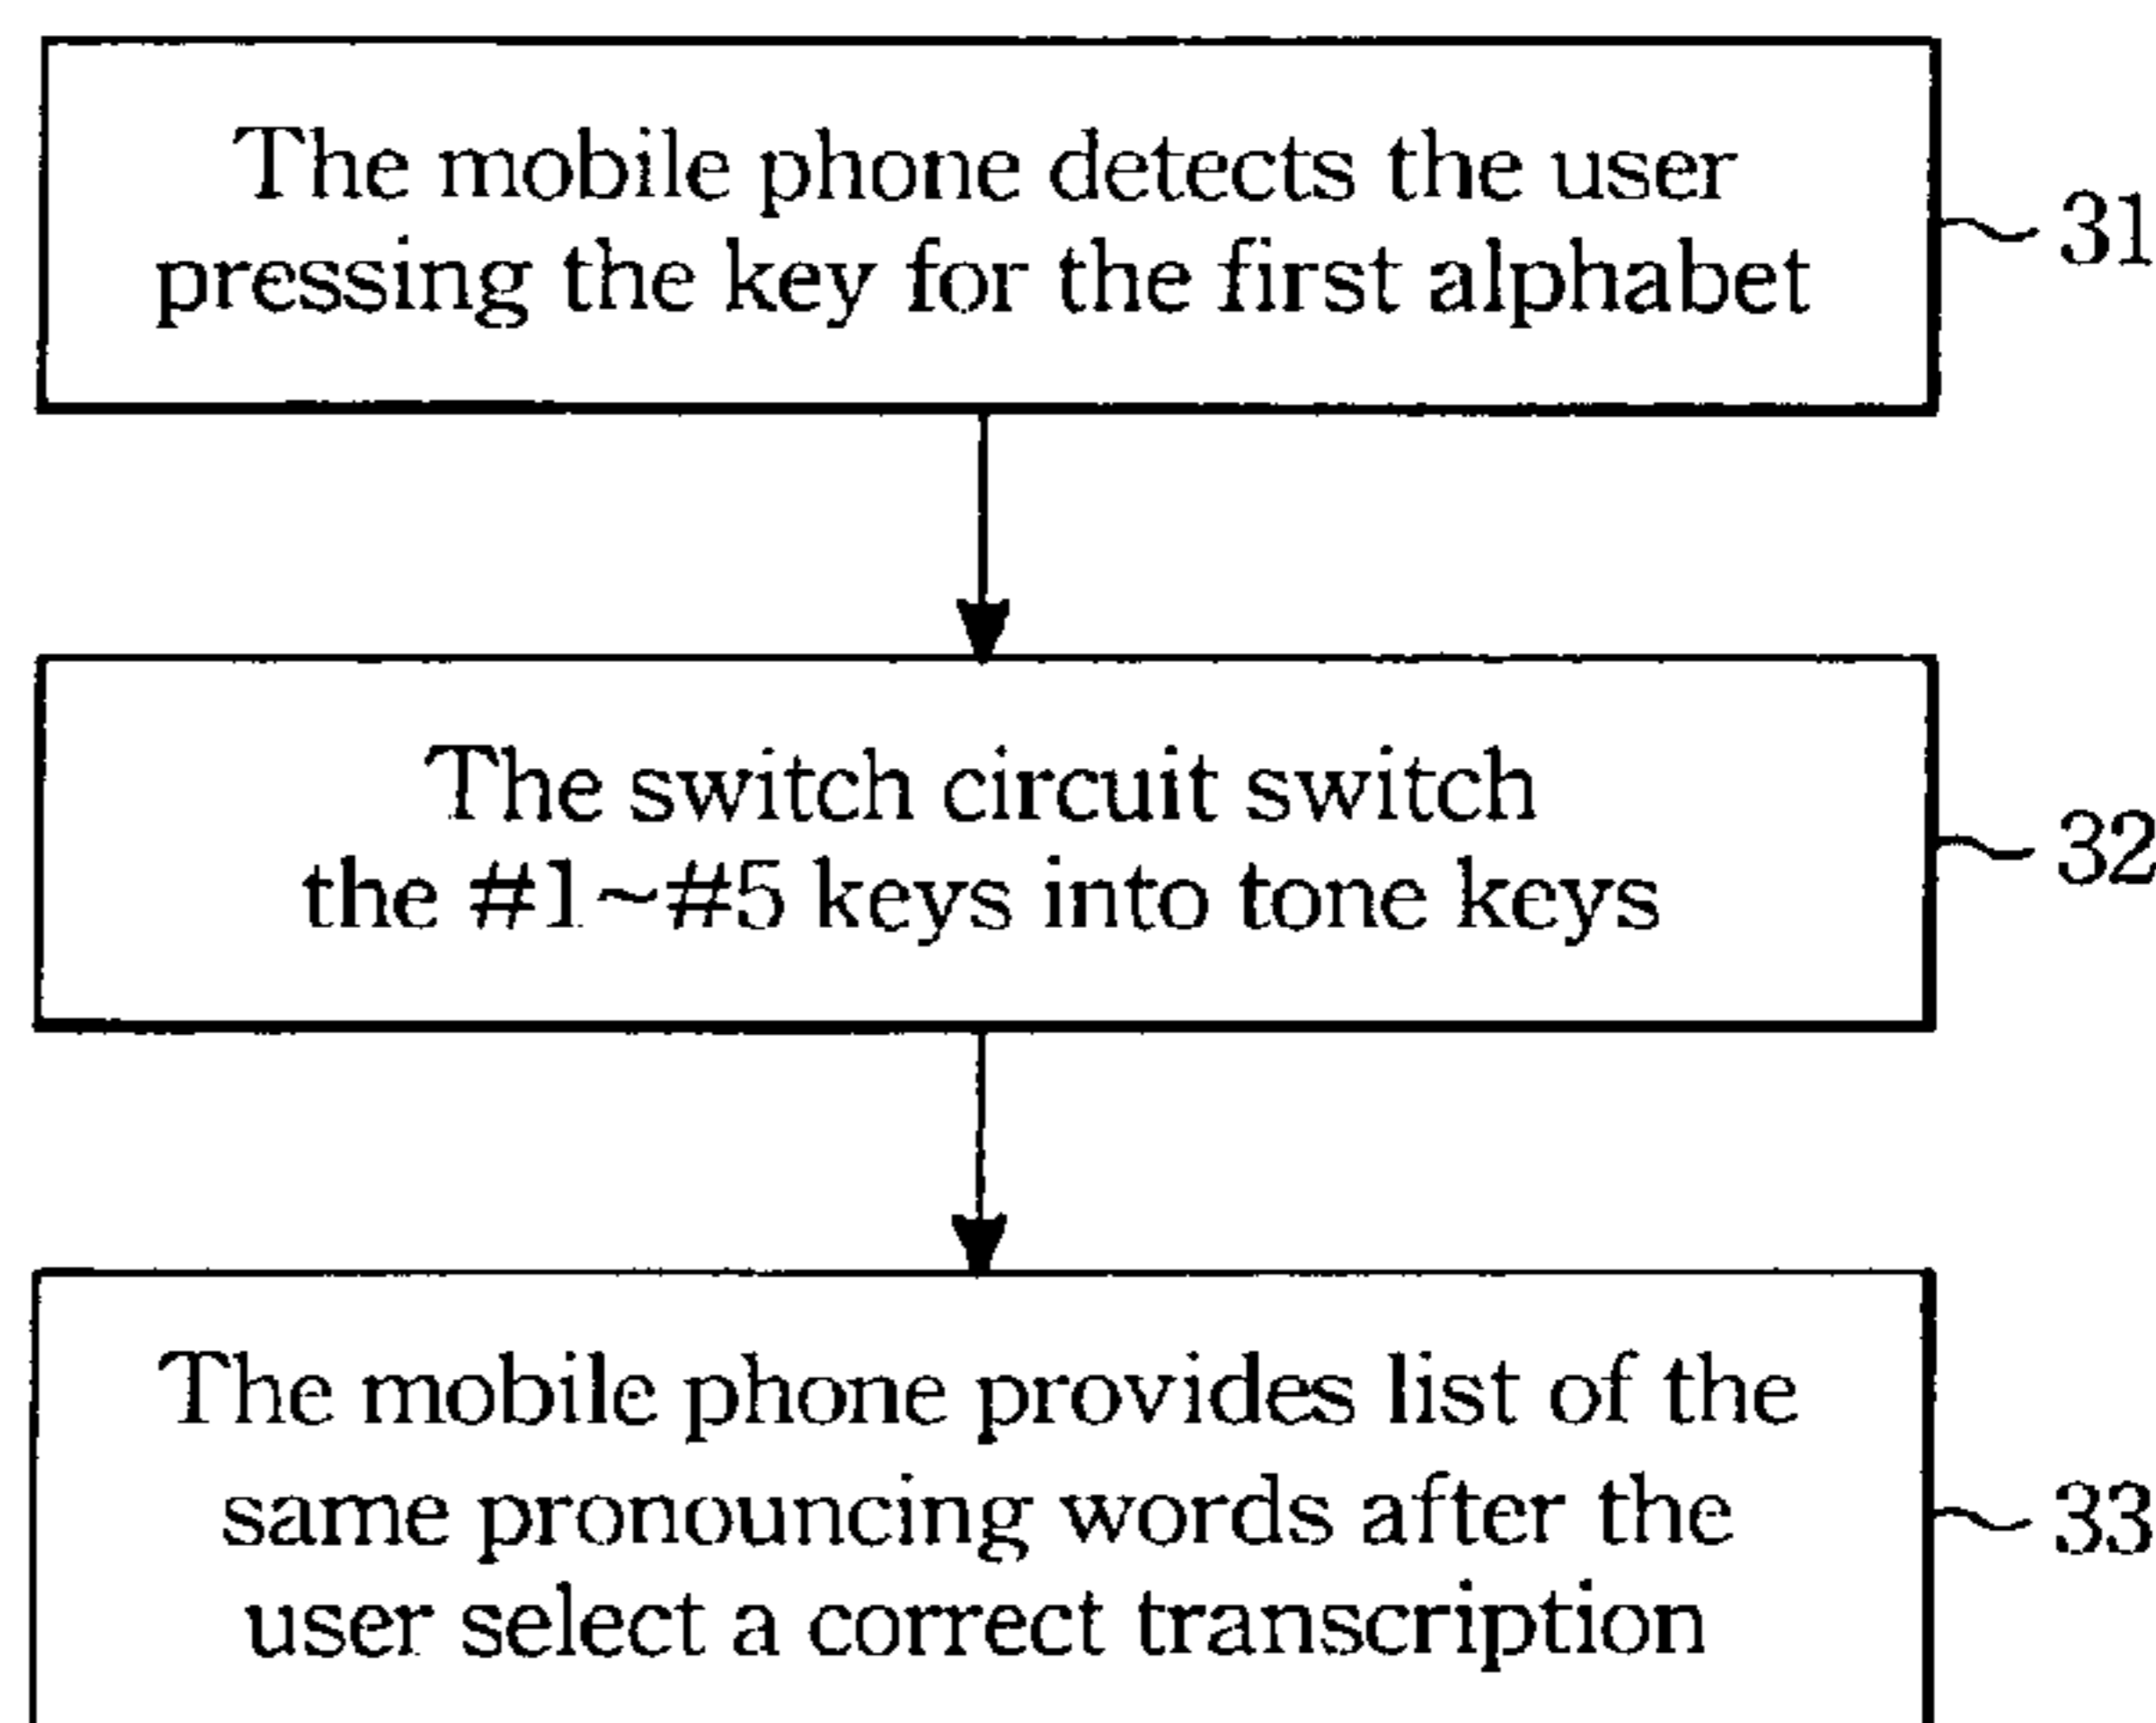 The mobile phone detects the user
pressing the key for the first alphabet
31
The switch circuit switch
the #1~#5 keys into tone keys
32
The mobile phone provides list of the
same pronouncing words after the
user select a correct transcription
33